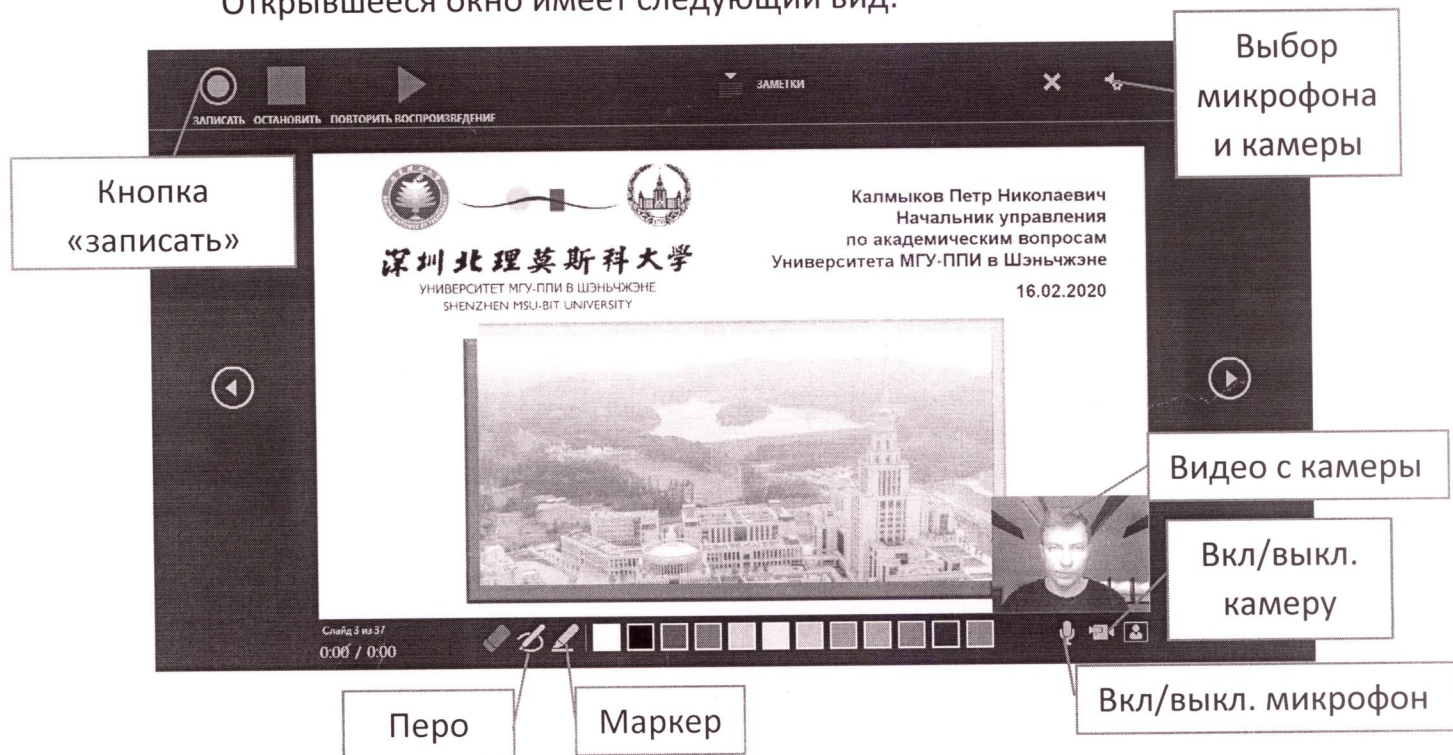 Открывшееся окно имеет следующий вид:
Выбор
микрофона
и камеры
ЗАМЕТКИ
ЗАПИСАТЬ ОСТАНОВИТЬ ПОВТОРИТЬ ВОСПРОИЗВЕДЕНИЕ
Кнопка
«записать»
Калмыков Петр Николаевич
Начальник управления
по академическим вопросам
Университета МГУ-ППИ в Шэньчжэне
16.02.2020
深圳北理莫斯科大学
УНИВЕРСИТЕТ МГУ-ППИ В ШЭНЬЧЖЭНЕ
SHENZHEN MSU-BIT UNIVERSITY
Видео с камеры
Вкл/выкл.
камеру
Слайд 3 из 37
0:00 / 0:00
Вкл/выкл. микрофон
Перо
Маркер